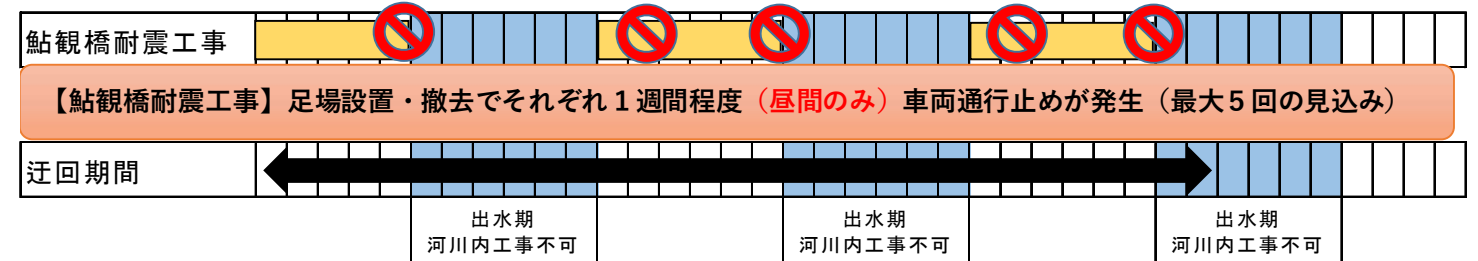 鮎観橋耐震工事
【鮎観橋耐震工事】足場設置・撤去でそれぞれ１週間程度（昼間のみ）車両通行止めが発生（最大５回の見込み）
迂回期間
出水期
河川内工事不可
出水期
河川内工事不可
出水期
河川内工事不可